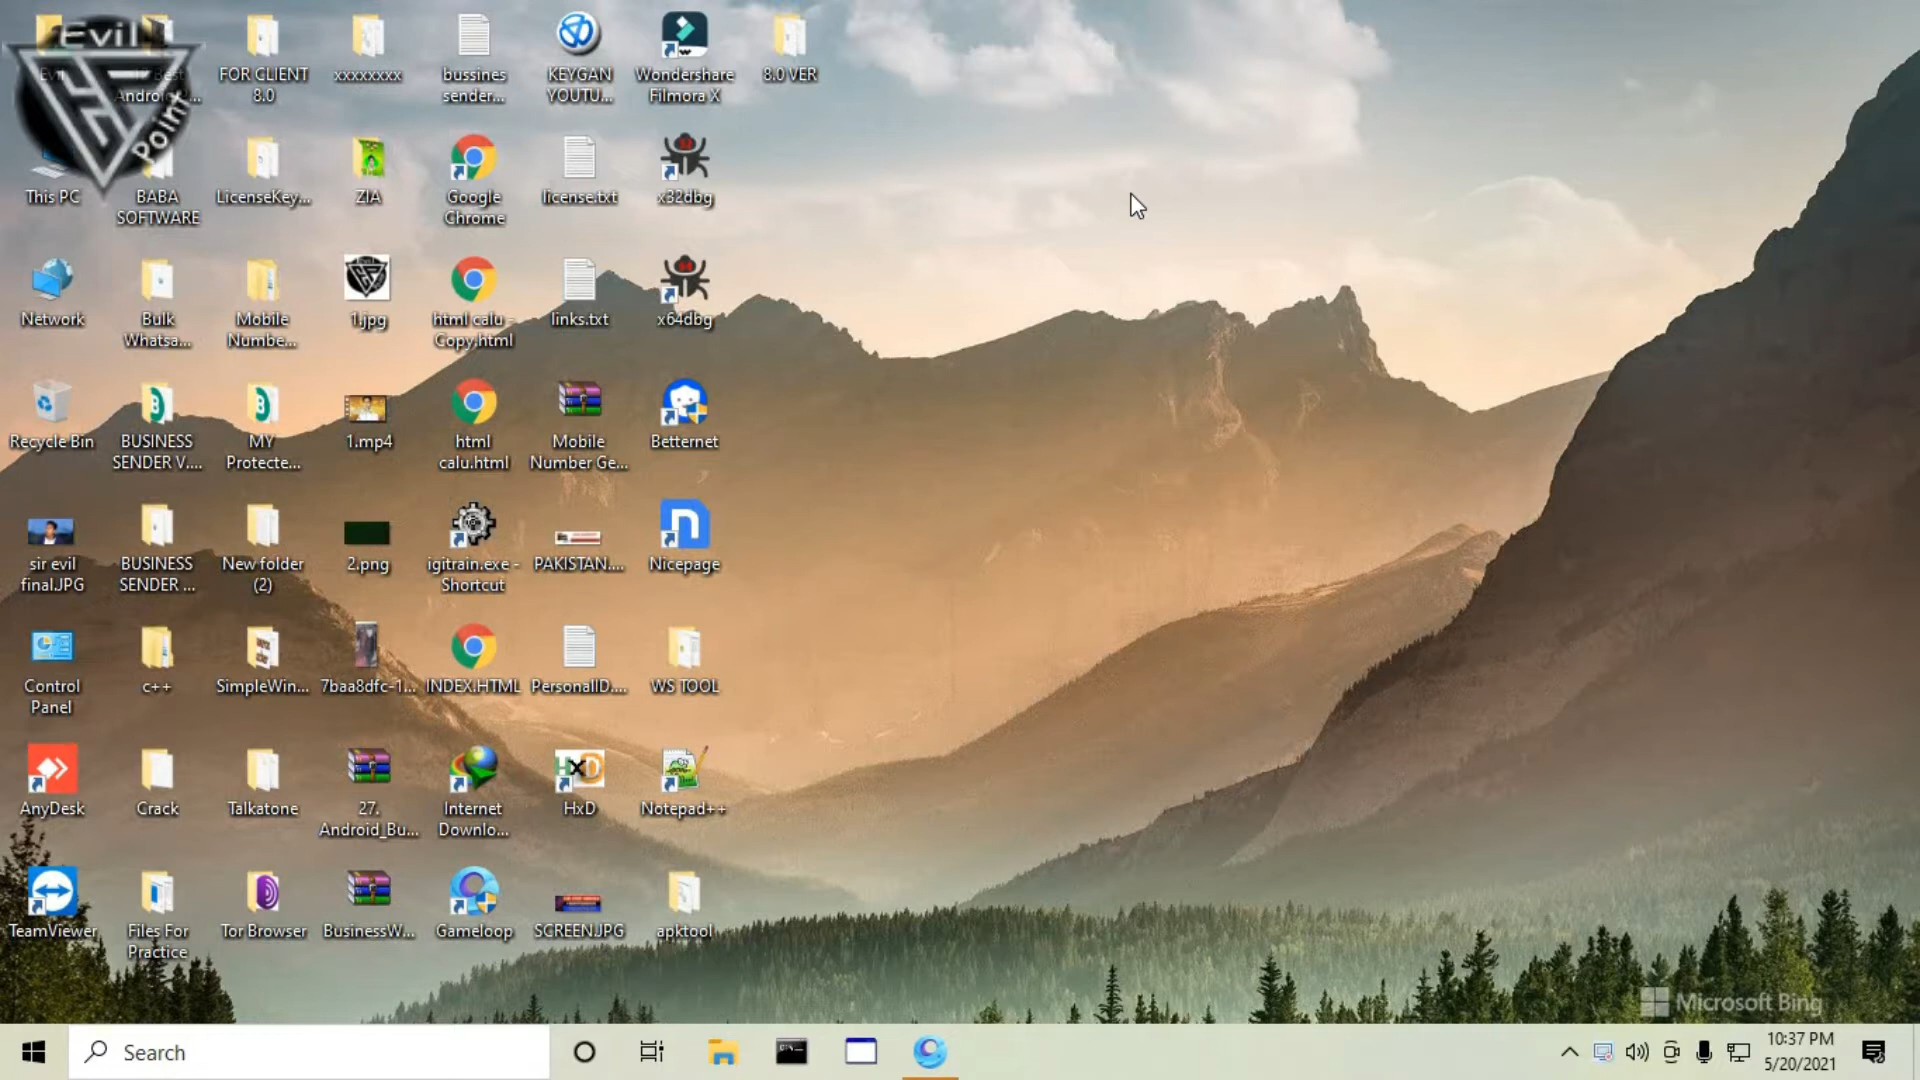 Evil
Point
FOR CLIENT
8.0
xxxxxxxx
bussines
sender...
KEYGAN
YOUTU...
Wondershare
Filmora X
8.0 VER
This PC
BABA
SOFTWARE
LicenseKey...
ZIA
Google
Chrome
license.txt
x32dbg
Network
Bulk
Whatsa...
Mobile
Numbe...
1.jpg
html calu -
Copy.html
links.txt
x64dbg
Recycle Bin
BUSINESS
SENDER V....
MY
Protecte...
1.mp4
html
calu.html
Mobile
Number Ge...
Betternet
sir evil
final.JPG
BUSINESS
SENDER ...
New folder
(2)
2.png
igitrain.exe -
Shortcut
PAKISTAN....
Nicepage
Control
Panel
c++
SimpleWin...
7baa8dfc-1...
INDEX.HTML
PersonalID....
WS TOOL
AnyDesk
Crack
Talkatone
27.
Android_Bu...
Internet
Downlo...
HxD
Notepad++
TeamViewer
Files For
Practice
Tor Browser
BusinessW...
Gameloop
SCREEN.JPG
apktool
Microsoft Bing
Search
10:37 PM
5/20/2021